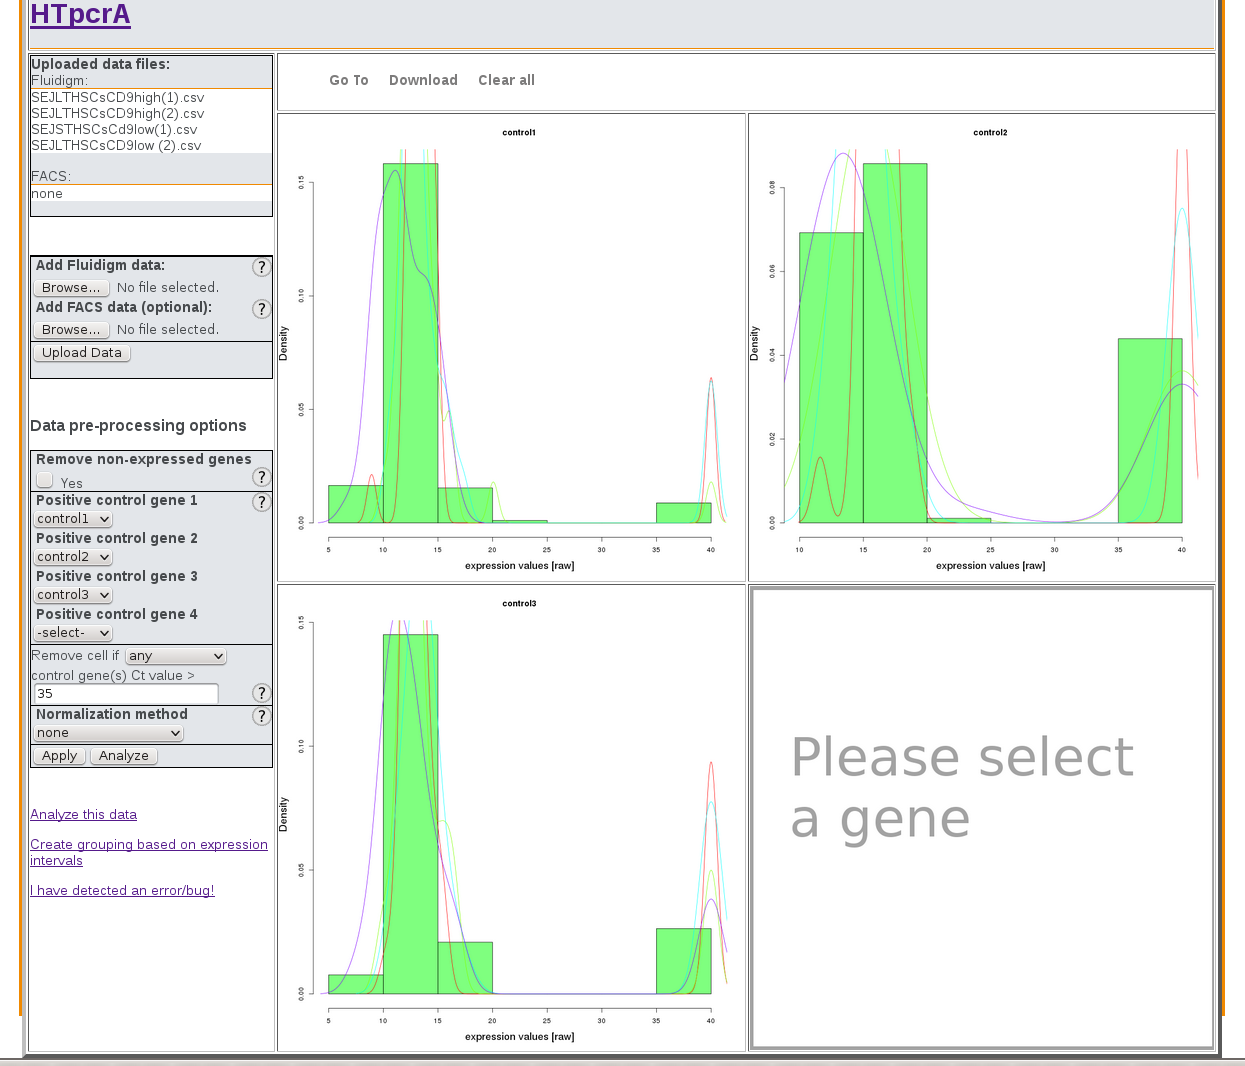 HTpcrA
Uploaded data files:
Fluidigm:
SEJLTHSCsCD9high(1).csv
SEJLTHSCsCD9high(2).csv
SEJSTHSCsCd9low(1).csv
SEJLTHSCsCD9low (2).csv
FACS:
none
Add Fluidigm data:
?
Browse... No file selected.
Add FACS data (optional):
?
Browse... No file selected.
Upload Data
Data pre-processing options
Remove non-expressed genes
Yes
?
Positive control gene 1
?
control1
Positive control gene 2
control2
Positive control gene 3
control3
Positive control gene 4
-select-
Remove cell if any
control gene(s) Ct value >
35
?
Normalization method
?
none
Apply Analyze
Analyze this data
Create grouping based on expression
intervals
I have detected an error/bug!
Go To Download Clear all
control1
Density
0.15
0.10
0.05
0.00
5 10 15 20 25 30 35 40
expression values [raw]
control2
Density
0.08
0.06
0.04
0.02
0.00
10 15 20 25 30 35 40
expression values [raw]
control3
Density
0.15
0.10
0.05
0.00
5 10 15 20 25 30 35 40
expression values [raw]
Please select
a gene